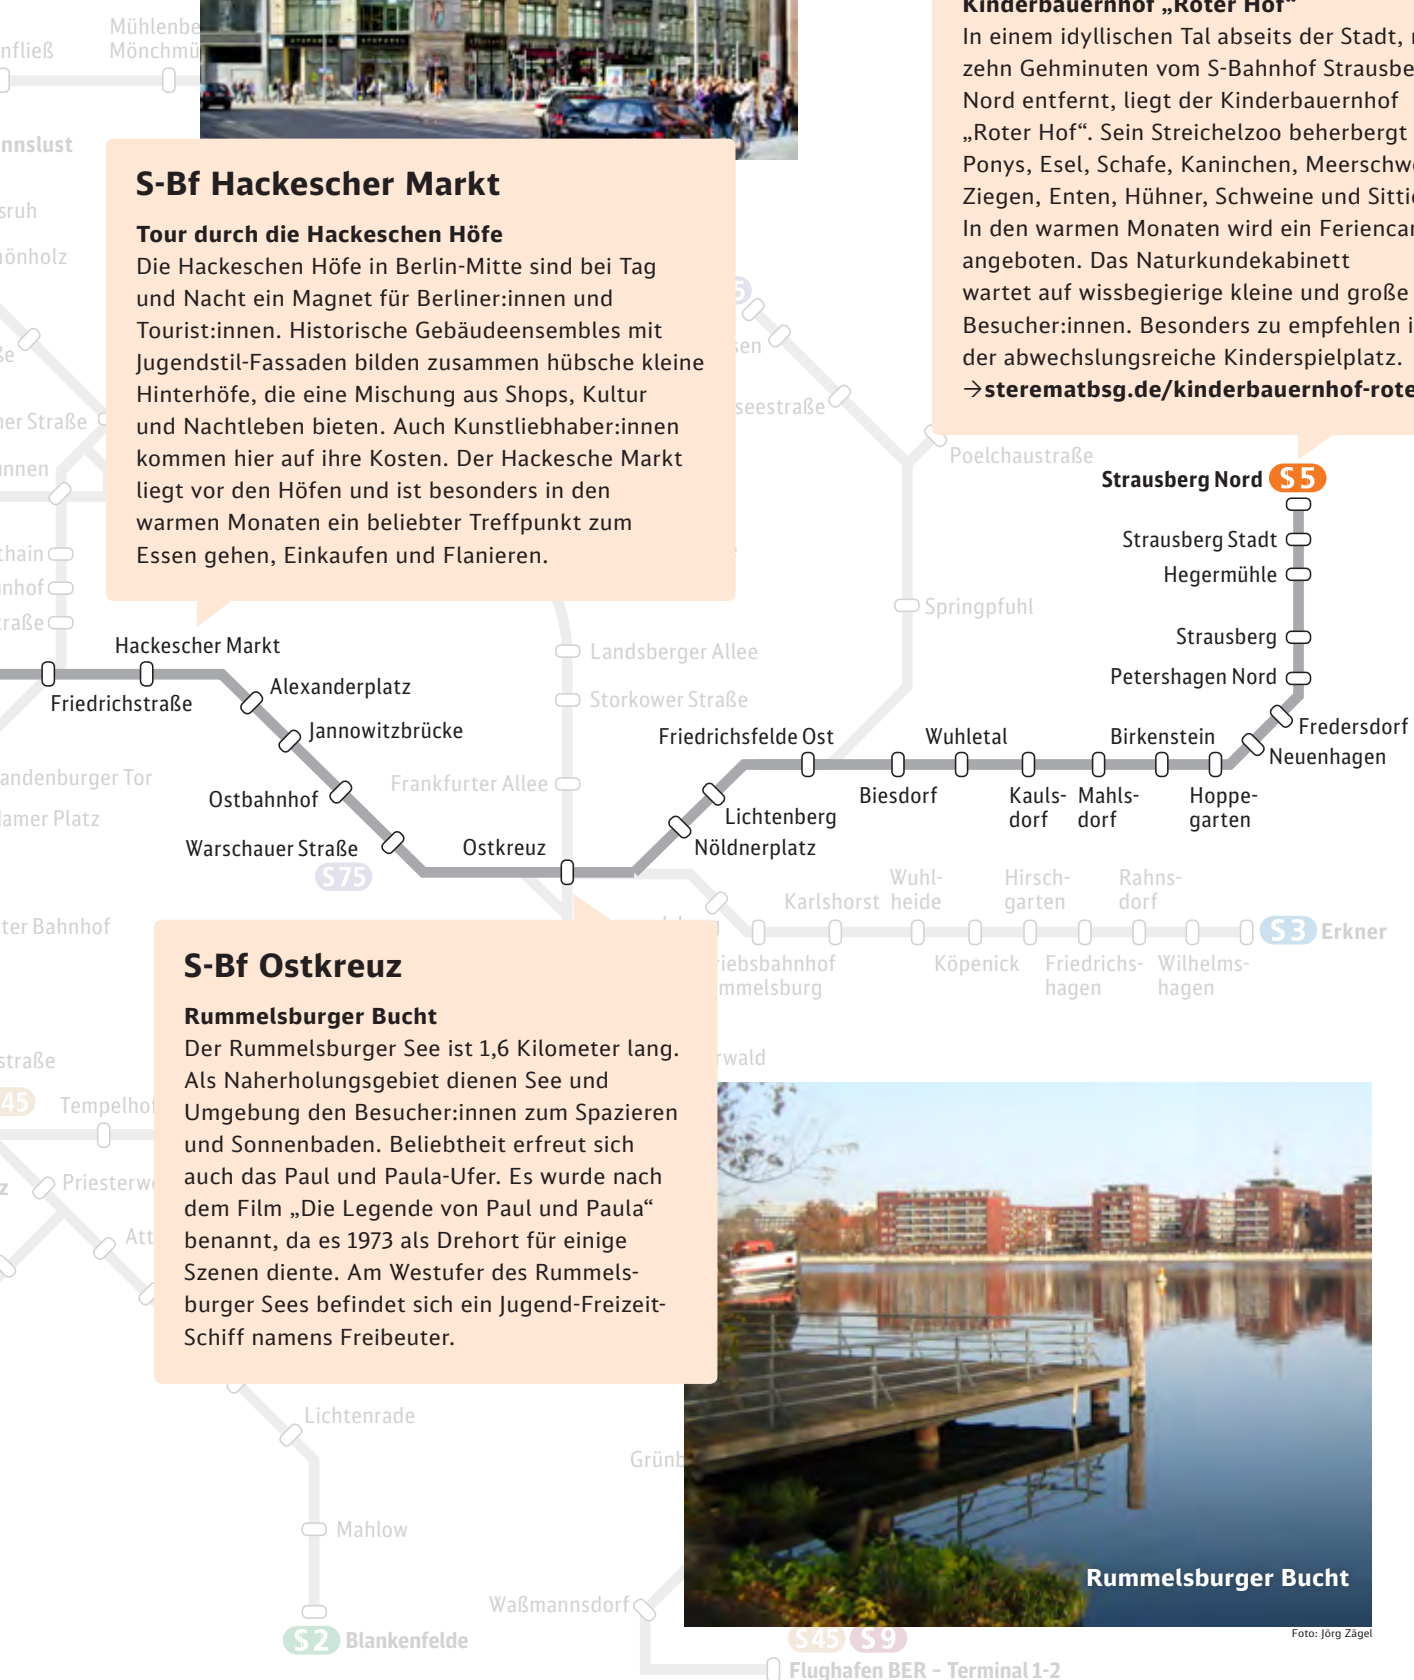 Kinderbauernhof „Roter Hof“
In einem idyllischen Tal abseits der Stadt,
zehn Gehminuten vom S-Bahnhof
Nord entfernt, liegt der Kinderbauernhof
„Roter Hof“. Sein Streichelzoo beherbergt
Ponys, Esel, Schafe, Kaninchen,
Ziegen, Enten, Hühner, Schweine und
In den warmen Monaten wird ein
angeboten. Das Naturkundekabinett
wartet auf wissbegierige kleine und große
Besucher:innen. Besonders zu empfehlen
der abwechslungsreiche Kinderspielplatz.
→sterematbsg.de/kinderbauernhof-rote
S-Bf Hackescher Markt
Tour durch die Hackeschen Höfe
Die Hackeschen Höfe in Berlin-Mitte sind bei Tag
und Nacht ein Magnet für Berliner:innen und
Tourist:innen. Historische Gebäudeensembles mit
Jugendstil-Fassaden bilden zusammen hübsche kleine
Hinterhöfe, die eine Mischung aus Shops, Kultur
und Nachtleben bieten. Auch Kunstliebhaber:innen
kommen hier auf ihre Kosten. Der Hackesche Markt
liegt vor den Höfen und ist besonders in den
warmen Monaten ein beliebter Treffpunkt zum
Essen gehen, Einkaufen und Flanieren.
Poelchaustraße
Springpfuhl
Landsberger Allee
Storkower Straße
Frankfurter Allee
Strausberg Nord S5
Strausberg Stadt
Hegermühle
Strausberg
Petershagen Nord
Fredersdorf
Neuenhagen
Hoppe-
garten
Birkenstein
Mahls-
dorf
Kauls-
dorf
Wuhletal
Biesdorf
Friedrichsfelde Ost
Lichtenberg
Nöldnerplatz
Ostkreuz
Warschauer Straße
S75
Ostbahnhof
Jannowitzbrücke
Alexanderplatz
Hackescher Markt
Friedrichstraße
Karlshorst
Wuhl-
heide
Köpenick
Hirsch-
garten
Friedrichs-
hagen
Rahns-
dorf
Wilhelms-
hagen
S3 Erkner
S-Bf Ostkreuz
Rummelsburger Bucht
Der Rummelsburger See ist 1,6 Kilometer lang.
Als Naherholungsgebiet dienen See und
Umgebung den Besucher:innen zum Spazieren
und Sonnenbaden. Beliebtheit erfreut sich
auch das Paul und Paula-Ufer. Es wurde nach
dem Film „Die Legende von Paul und Paula“
benannt, da es 1973 als Drehort für einige
Szenen diente. Am Westufer des Rummels-
burger Sees befindet sich ein Jugend-Freizeit-
Schiff namens Freibeuter.
Lichtenrade
Mahlow
S2 Blankenfelde
Waßmannsdorf
S45 S9
Flughafen BER – Terminal 1-2
Rummelsburger Bucht
Foto: Jörg Zägel